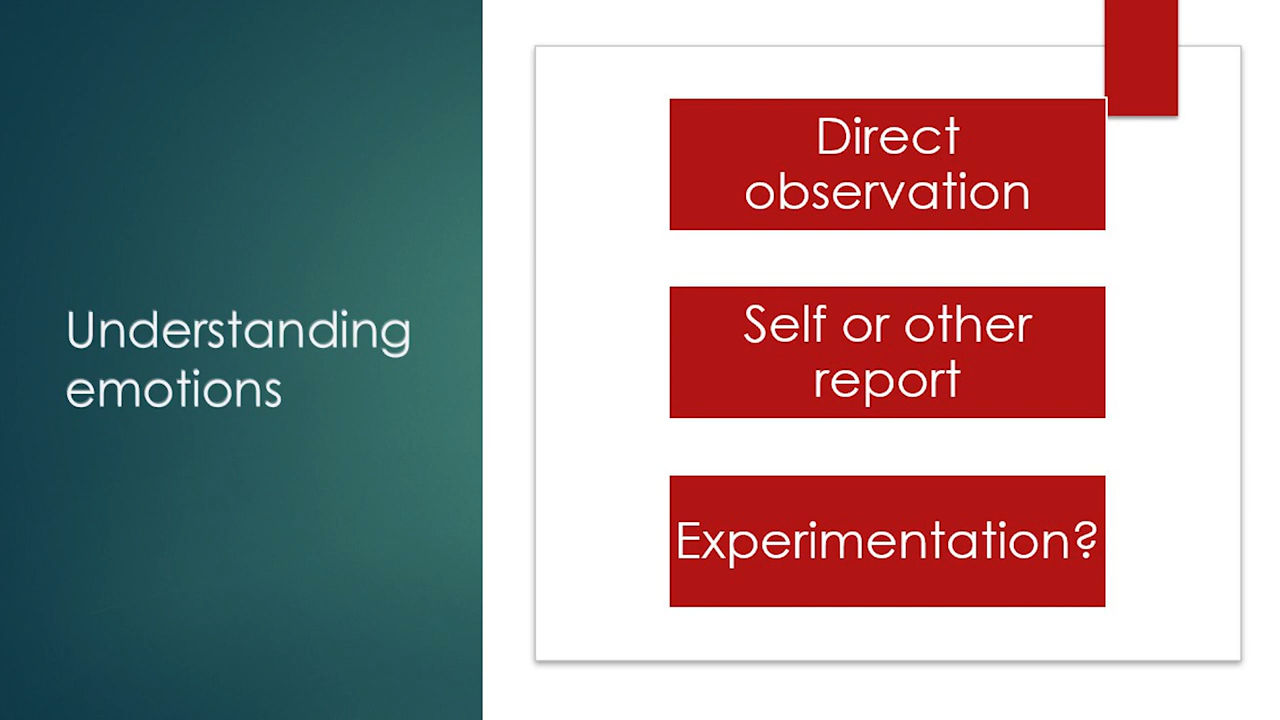 Understanding
emotions
Direct
observation
Self or other
report
Experimentation?